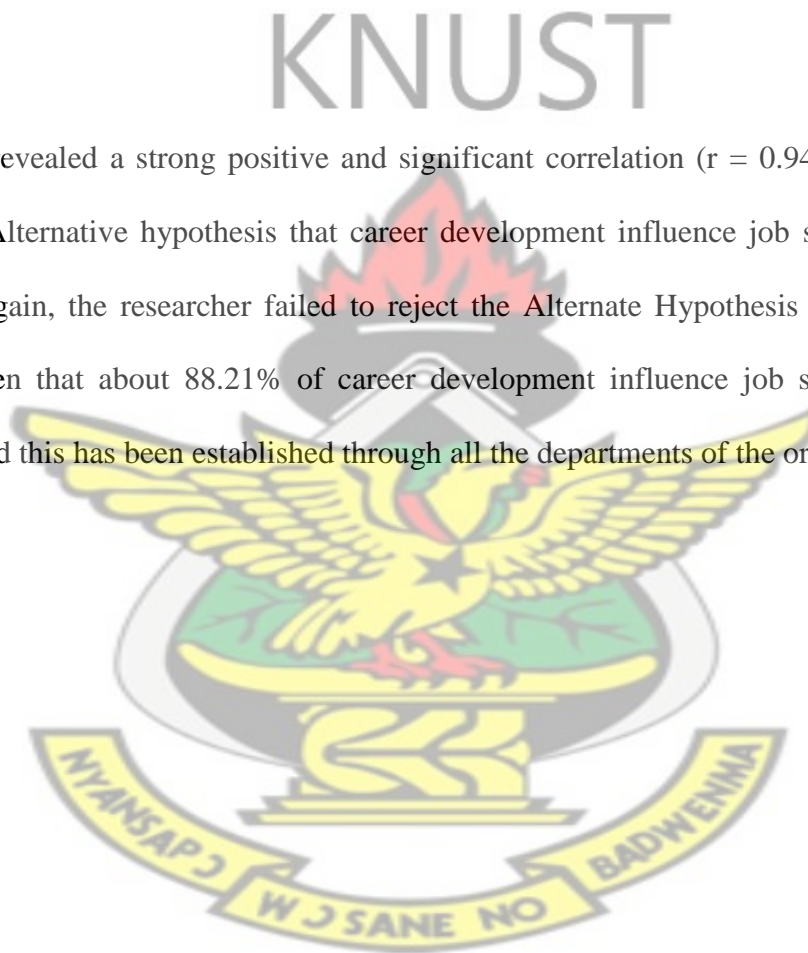 KNUST
evealed a strong positive and significant correlation (r = 0.94
Alternative hypothesis that career development influence job s
gain, the researcher failed to reject the Alternate Hypothesis
en that about 88.21% of career development influence job s
d this has been established through all the departments of the or
NYANSAPƆ
WƆSANE NO
BADWENMA